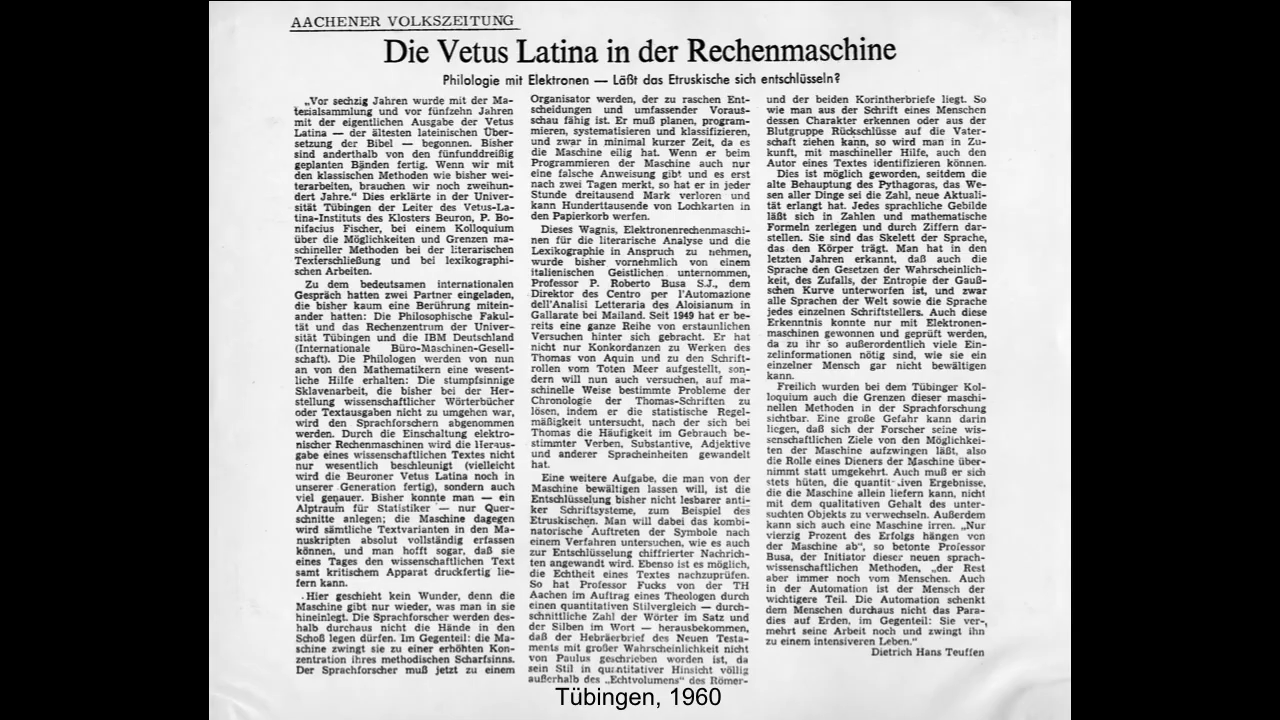 AACHENER VOLKSZEITUNG
Die Vetus Latina in der Rechenmaschine
Philologie mit Elektronen — Läßt das Etruskische sich entschlüsseln?
„Vor sechzig Jahren wurde mit der Ma-
terialsammlung und vor fünfzehn Jahren
mit der eigentlichen Ausgabe der Vetus
Latina — der ältesten lateinischen Über-
setzung der Bibel — begonnen. Bisher
sind anderthalb von den fünfunddreißig
geplanten Bänden fertig. Wenn wir mit
den klassischen Methoden wie bisher wei-
terarbeiten, brauchen wir noch zweihun-
dert Jahre.“ Dies erklärte in der Univer-
sität Tübingen der Leiter des Vetus-La-
tina-Instituts des Klosters Beuron, P. Bo-
nifacius Fischer, bei einem Kolloquium
über die Möglichkeiten und Grenzen ma-
schineller Methoden bei der literarischen
Texterschließung und bei lexikographi-
schen Arbeiten.
Zu dem bedeutsamen internationalen
Gespräch hatten zwei Partner eingeladen,
die bisher kaum eine Berührung mitein-
ander hatten: Die Philosophische Fakul-
tät und das Rechenzentrum der Univer-
sität Tübingen und die IBM Deutschland
(Internationale Büro-Maschinen-Gesell-
schaft). Die Philologen werden von nun
an von den Mathematikern eine wesent-
liche Hilfe erhalten: Die stumpfsinnige
Sklavenarbeit, die bisher bei der Her-
stellung wissenschaftlicher Wörterbücher
oder Textausgaben nicht zu umgehen war,
wird den Sprachforschern abgenommen
werden. Durch die Einschaltung elektro-
nischer Rechenmaschinen wird die Heraus-
gabe eines wissenschaftlichen Textes nicht
nur wesentlich beschleunigt (vielleicht
wird die Beuroner Vetus Latina noch in
unserer Generation fertig), sondern auch
viel genauer. Bisher konnte man — ein
Alptraum für Statistiker — nur Quer-
schnitte anlegen; die Maschine dagegen
wird sämtliche Textvarianten in den Ma-
nuskripten absolut vollständig erfassen
können, und man hofft sogar, daß sie
eines Tages den wissenschaftlichen Text
samt kritischem Apparat druckfertig lie-
fern kann.
Hier geschieht kein Wunder, denn die
Maschine gibt nur wieder, was man in sie
hineinlegt. Die Sprachforscher werden des-
halb durchaus nicht die Hände in den
Schoß legen dürfen. Im Gegenteil: die Ma-
schine zwingt sie zu einer erhöhten Kon-
zentration ihres methodischen Scharfsinns.
Der Sprachforscher muß jetzt zu einem
Organisator werden, der zu raschen Ent-
scheidungen und umfassender Voraus-
schau fähig ist. Er muß planen, program-
mieren, systematisieren und klassifizieren,
und zwar in minimal kurzer Zeit, da es
die Maschine eilig hat. Wenn er beim
Programmieren der Maschine auch nur
eine falsche Anweisung gibt und es erst
nach zwei Tagen merkt, so hat er in jeder
Stunde dreitausend Mark verloren und
kann Hunderttausende von Lochkarten in
den Papierkorb werfen.
Dieses Wagnis, Elektronenrechenmaschi-
nen für die literarische Analyse und die
Lexikographie in Anspruch zu nehmen,
wurde bisher vornehmlich von einem
italienischen Geistlichen unternommen,
Professor P. Roberto Busa S.J., dem
Direktor des Centro per l'Automazione
dell'Analisi Letteraria des Aloisianum in
Gallarate bei Mailand. Seit 1949 hat er be-
reits eine ganze Reihe von erstaunlichen
Versuchen hinter sich gebracht. Er hat
nicht nur Konkordanzen zu Werken des
Thomas von Aquin und zu den Schrift-
rollen vom Toten Meer aufgestellt, son-
dern will nun auch versuchen, auf ma-
schinelle Weise bestimmte Probleme der
Chronologie der Thomas-Schriften zu
lösen, indem er die statistische Regel-
mäßigkeit untersucht, nach der sich bei
Thomas die Häufigkeit im Gebrauch be-
stimmter Verben, Substantive, Adjektive
und anderer Spracheinheiten gewandelt
hat.
Eine weitere Aufgabe, die man von der
Maschine bewältigen lassen will, ist die
Entschlüsselung bisher nicht lesbarer anti-
ker Schriftsysteme, zum Beispiel des
Etruskischen. Man will dabei das kombi-
natorische Auftreten der Symbole nach
einem Verfahren untersuchen, wie es auch
zur Entschlüsselung chiffrierter Nachrich-
ten angewandt wird. Ebenso ist es möglich,
die Echtheit eines Textes nachzuprüfen.
So hat Professor Fucks von der TH
Aachen im Auftrag eines Theologen durch
einen quantitativen Stilvergleich — durch-
schnittliche Zahl der Wörter im Satz und
der Silben im Wort — herausbekommen,
daß der Hebräerbrief des Neuen Testa-
ments mit großer Wahrscheinlichkeit nicht
von Paulus geschrieben worden ist, da
sein Stil in quantitativer Hinsicht völlig
außerhalb des „Echtvolumens“ des Römer-
und der beiden Korintherbriefe liegt. So
wie man aus der Schrift eines Menschen
dessen Charakter erkennen oder aus der
Blutgruppe Rückschlüsse auf die Vater-
schaft ziehen kann, so wird man in Zu-
kunft, mit maschineller Hilfe, auch den
Autor eines Textes identifizieren können.
Dies ist möglich geworden, seitdem die
alte Behauptung des Pythagoras, das We-
sen aller Dinge sei die Zahl, neue Aktuali-
tät erlangt hat. Jedes sprachliche Gebilde
läßt sich in Zahlen und mathematische
Formeln zerlegen und durch Ziffern dar-
stellen. Sie sind das Skelett der Sprache,
das den Körper trägt. Man hat in den
letzten Jahren erkannt, daß auch die
Sprache den Gesetzen der Wahrscheinlich-
keit, des Zufalls, der Entropie der Gauß-
schen Kurve unterworfen ist, und zwar
alle Sprachen der Welt sowie die Sprache
jedes einzelnen Schriftstellers. Auch diese
Erkenntnis konnte nur mit Elektronen-
maschinen gewonnen und geprüft werden,
da zu ihr so außerordentlich viele Ein-
zelinformationen nötig sind, wie sie ein
einzelner Mensch gar nicht bewältigen
kann.
Freilich wurden bei dem Tübinger Kol-
loquium auch die Grenzen dieser maschi-
nellen Methoden in der Sprachforschung
sichtbar. Eine große Gefahr kann darin
liegen, daß sich der Forscher seine wis-
senschaftlichen Ziele von den Möglichkei-
ten der Maschine aufzwingen läßt, also
die Rolle eines Dieners der Maschine über-
nimmt statt umgekehrt. Auch muß er sich
stets hüten, die quantitativen Ergebnisse,
die die Maschine allein liefern kann, nicht
mit dem qualitativen Gehalt des unter-
suchten Objekts zu verwechseln. Außerdem
kann sich auch eine Maschine irren. „Nur
vierzig Prozent des Erfolgs hängen von
der Maschine ab“, so betonte Professor
Busa, der Initiator dieser neuen sprach-
wissenschaftlichen Methoden, „der Rest
aber immer noch vom Menschen. Auch
in der Automation ist der Mensch der
wichtigere Teil. Die Automation schenkt
dem Menschen durchaus nicht das Para-
dies auf Erden, im Gegenteil: Sie ver-
mehrt seine Arbeit noch und zwingt ihn
zu einem intensiveren Leben.“
Dietrich Hans Teuffen
Tübingen, 1960